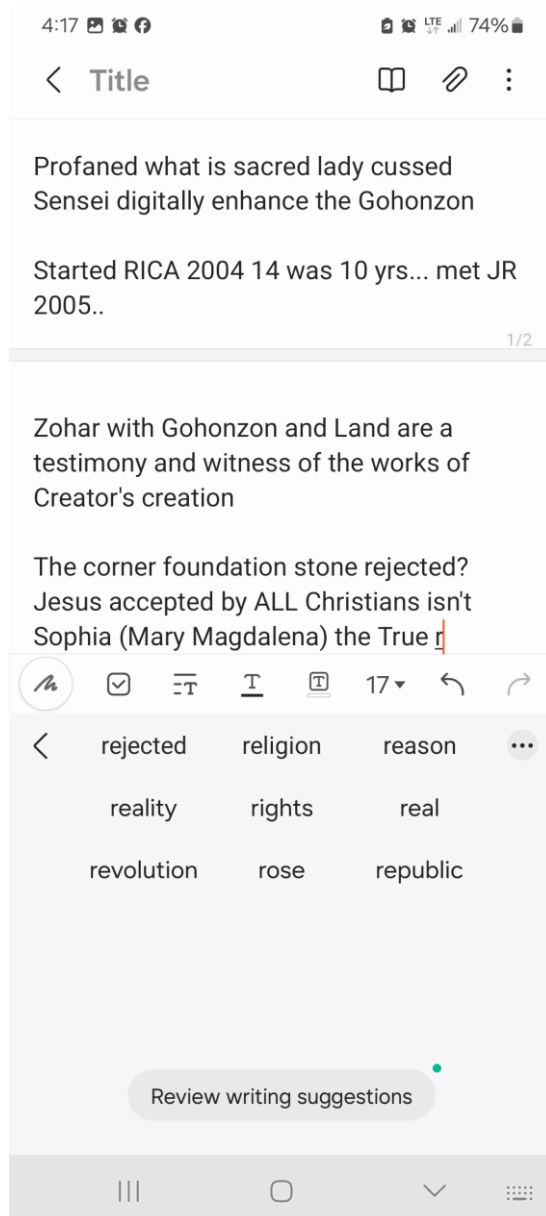 4:17 LTE 74%
Title
Profaned what is sacred lady cussed
Sensei digitally enhance the Gohonzon
Started RICA 2004 14 was 10 yrs... met JR
2005..
1/2
Zohar with Gohonzon and Land are a
testimony and witness of the works of
Creator's creation
The corner foundation stone rejected?
Jesus accepted by ALL Christians isn't
Sophia (Mary Magdalena) the True r
T T T 17
rejected religion reason
reality rights real
revolution rose republic
Review writing suggestions